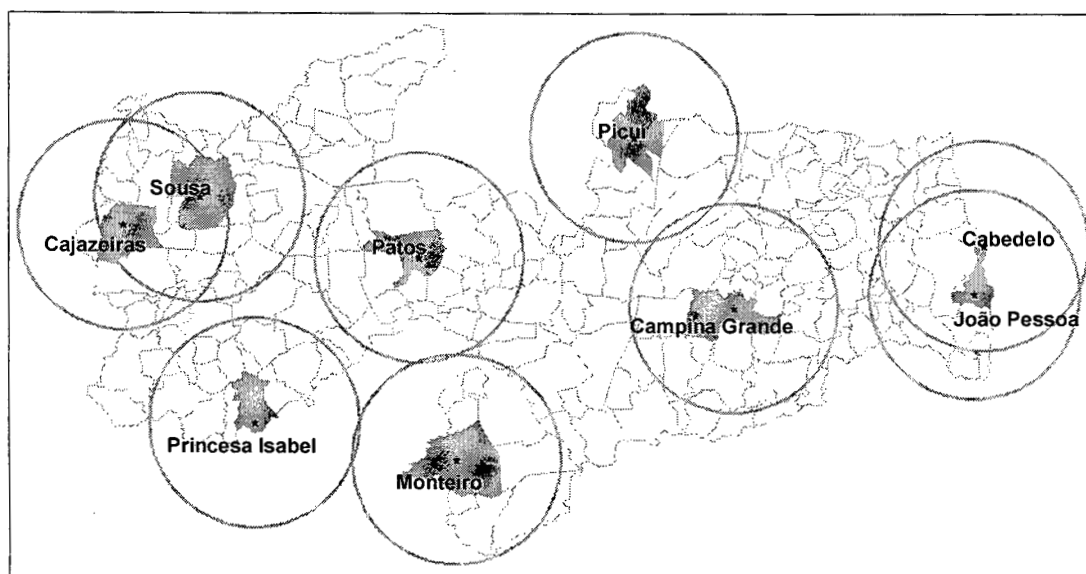 Picuí
Sousa
Cajazeiras
Patos
Cabedelo
Campina Grande
João Pessoa
Princesa Isabel
Monteiro